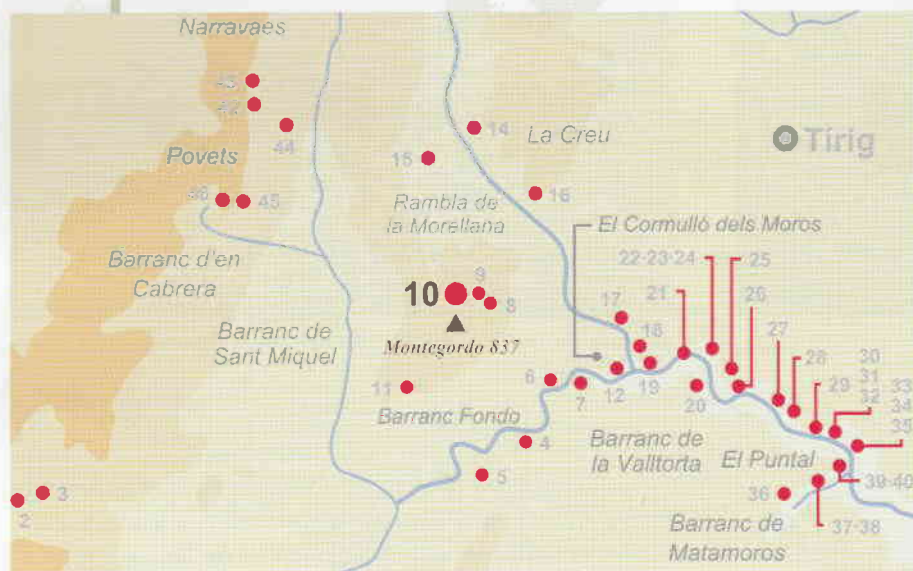 Narravaes
42
44
Povets
45
Barranc d'en
Cabrera
Barranc de
Sant Miquel
14
La Creu
15
16
Tírig
Rambla de
la Morellana
El Cormulló dels Moros
22-23-24
25
21
26
9
10
8
17
27
Montegordo 837
18
28
30
31
32
29
33
34
35
11
6
7
12
19
20
Barranc Fondo
4
Barranc de
la Valltorta
El Puntal
5
3
2
36
39-40
37-38
Barranc de
Matamoros